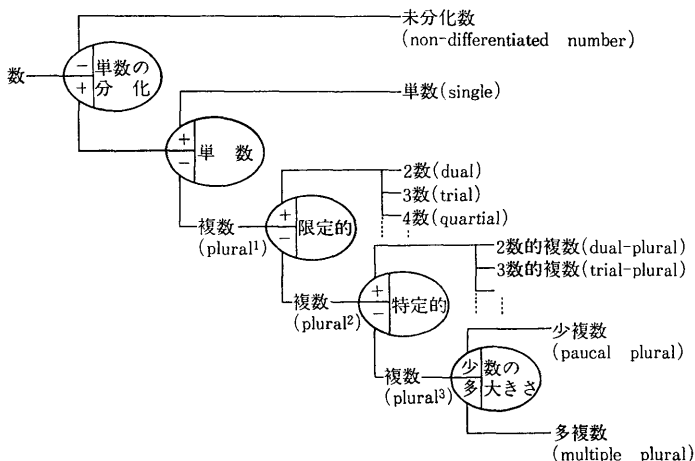 未分化数
(non-differentiated number)
数
－ 単数の
＋ 分化
単数(single)
＋
－ 単数
2数(dual)
3数(trial)
4数(quartial)
複数
(plural¹)
＋
－ 限定的
2数的複数(dual-plural)
3数的複数(trial-plural)
複数
(plural²)
＋
－ 特定的
少複数
(paucal plural)
複数
(plural³)
少 数の
多 大きさ
多複数
(multiple plural)